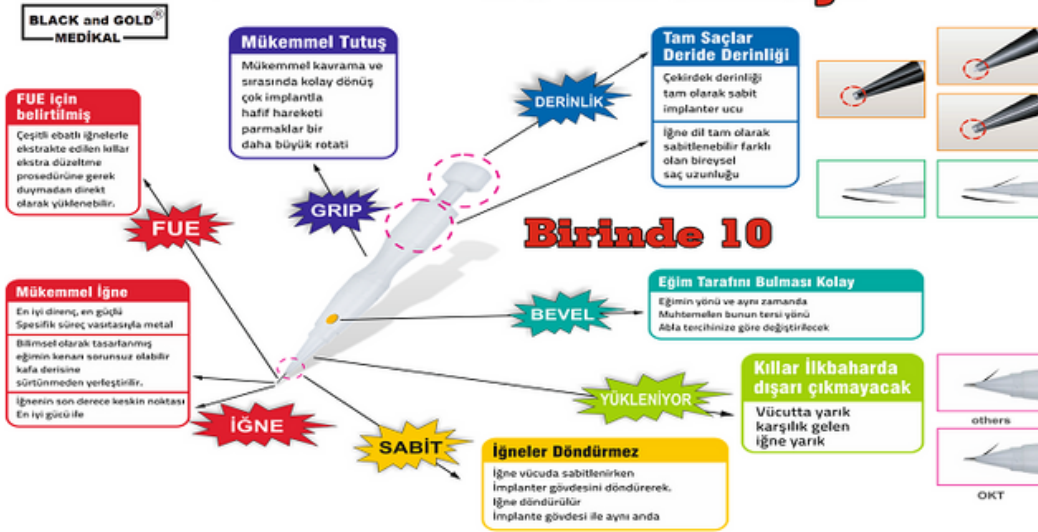 BLACK and GOLD®
MEDİKAL
Mükemmel Tutuş
Mükemmel kavrama ve
sırasında kolay dönüş
çok implantla
hafif hareketi
parmaklar bir
daha büyük rotati
DERİNLİK
Tam Saçlar
Deride Derinliği
Çekirdek derinliği
tam olarak sabit
implanter ucu
İğne dil tam olarak
sabitlenebilir farklı
olan bireysel
saç uzunluğu
FUE için
belirtilmiş
Çeşitli ebatlı iğnelerle
ekstrakte edilen kıllar
ekstra düzeltme
prosedürüne gerek
duymadan direkt
olarak yüklenebilir.
FUE
GRIP
Birinde 10
Mükemmel İğne
En iyi direnç, en güçlü
Spesifik süreç vasıtasıyla metal
Bilimsel olarak tasarlanmış
eğimin kenarı sorunsuz olabilir
kafa derisine
sürtünmeden yerleştirilir.
İğnenin son derece keskin noktası
En iyi gücü ile
İĞNE
BEVEL
Eğim Tarafını Bulması Kolay
Eğimin yönü ve aynı zamanda
Muhtemelen bunun tersi yönü
Abla tercihinize göre değiştirilecek
YÜKLENİYOR
Kıllar İlkbaharda
dışarı çıkmayacak
Vücutta yarık
karşılık gelen
iğne yarık
others
OKT
SABİT
İğneler Döndürmez
İğne vücuda sabitlenirken
İmplanter gövdesini döndürerek.
Iğne döndürülür
İmplante gövdesi ile aynı anda